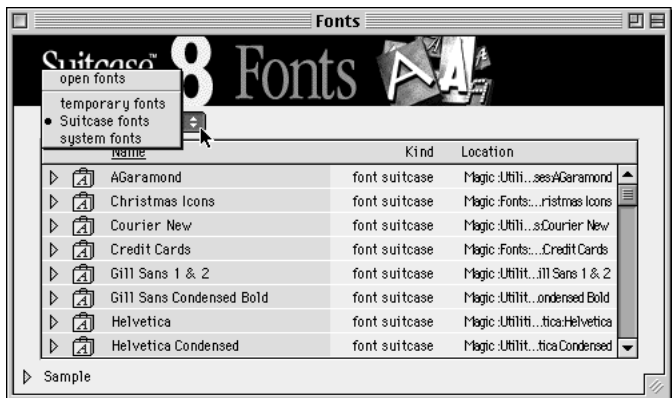 Fonts
Suitcase™ 8 Fonts
open fonts
temporary fonts
• Suitcase fonts
system fonts
Name Kind Location
AGaramond font suitcase Magic :Utili...ses:AGaramond
Christmas Icons font suitcase Magic :Fonts:...ristmas Icons
Courier New font suitcase Magic :Utili...s:Courier New
Credit Cards font suitcase Magic :Fonts:...:Credit Cards
Gill Sans 1 & 2 font suitcase Magic :Utilit...ill Sans 1 & 2
Gill Sans Condensed Bold font suitcase Magic :Utilit...ondensed Bold
Helvetica font suitcase Magic :Utiliti...tica:Helvetica
Helvetica Condensed font suitcase Magic :Utilit...tica Condensed
Sample